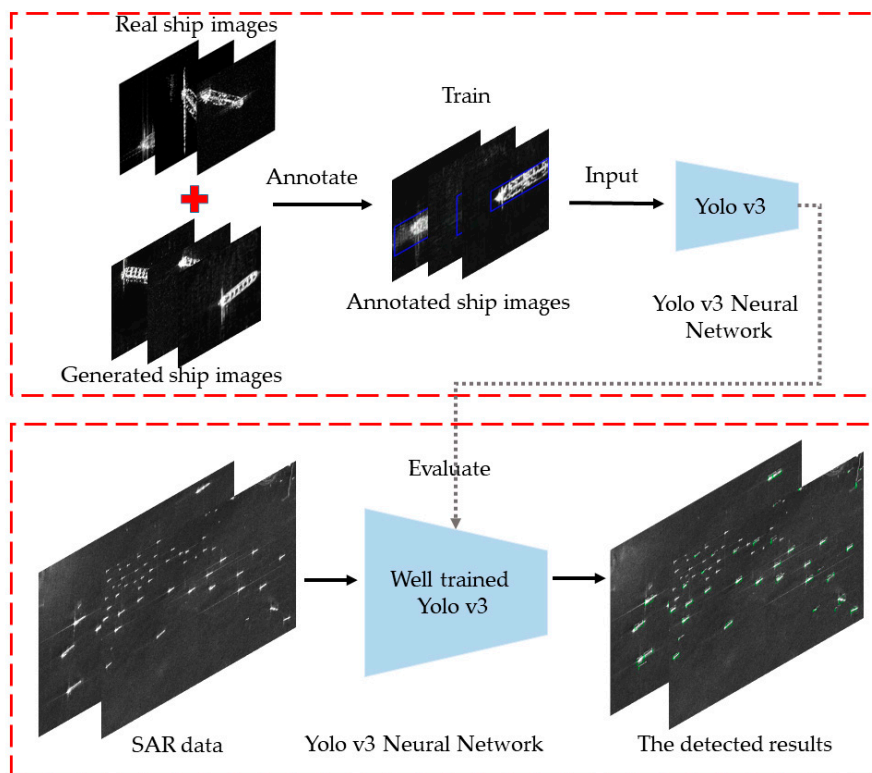 Real ship images
Train
Annotate
Input
Yolo v3
Annotated ship images
Yolo v3 Neural
Network
Generated ship images
Evaluate
Well trained
Yolo v3
SAR data
Yolo v3 Neural Network
The detected results